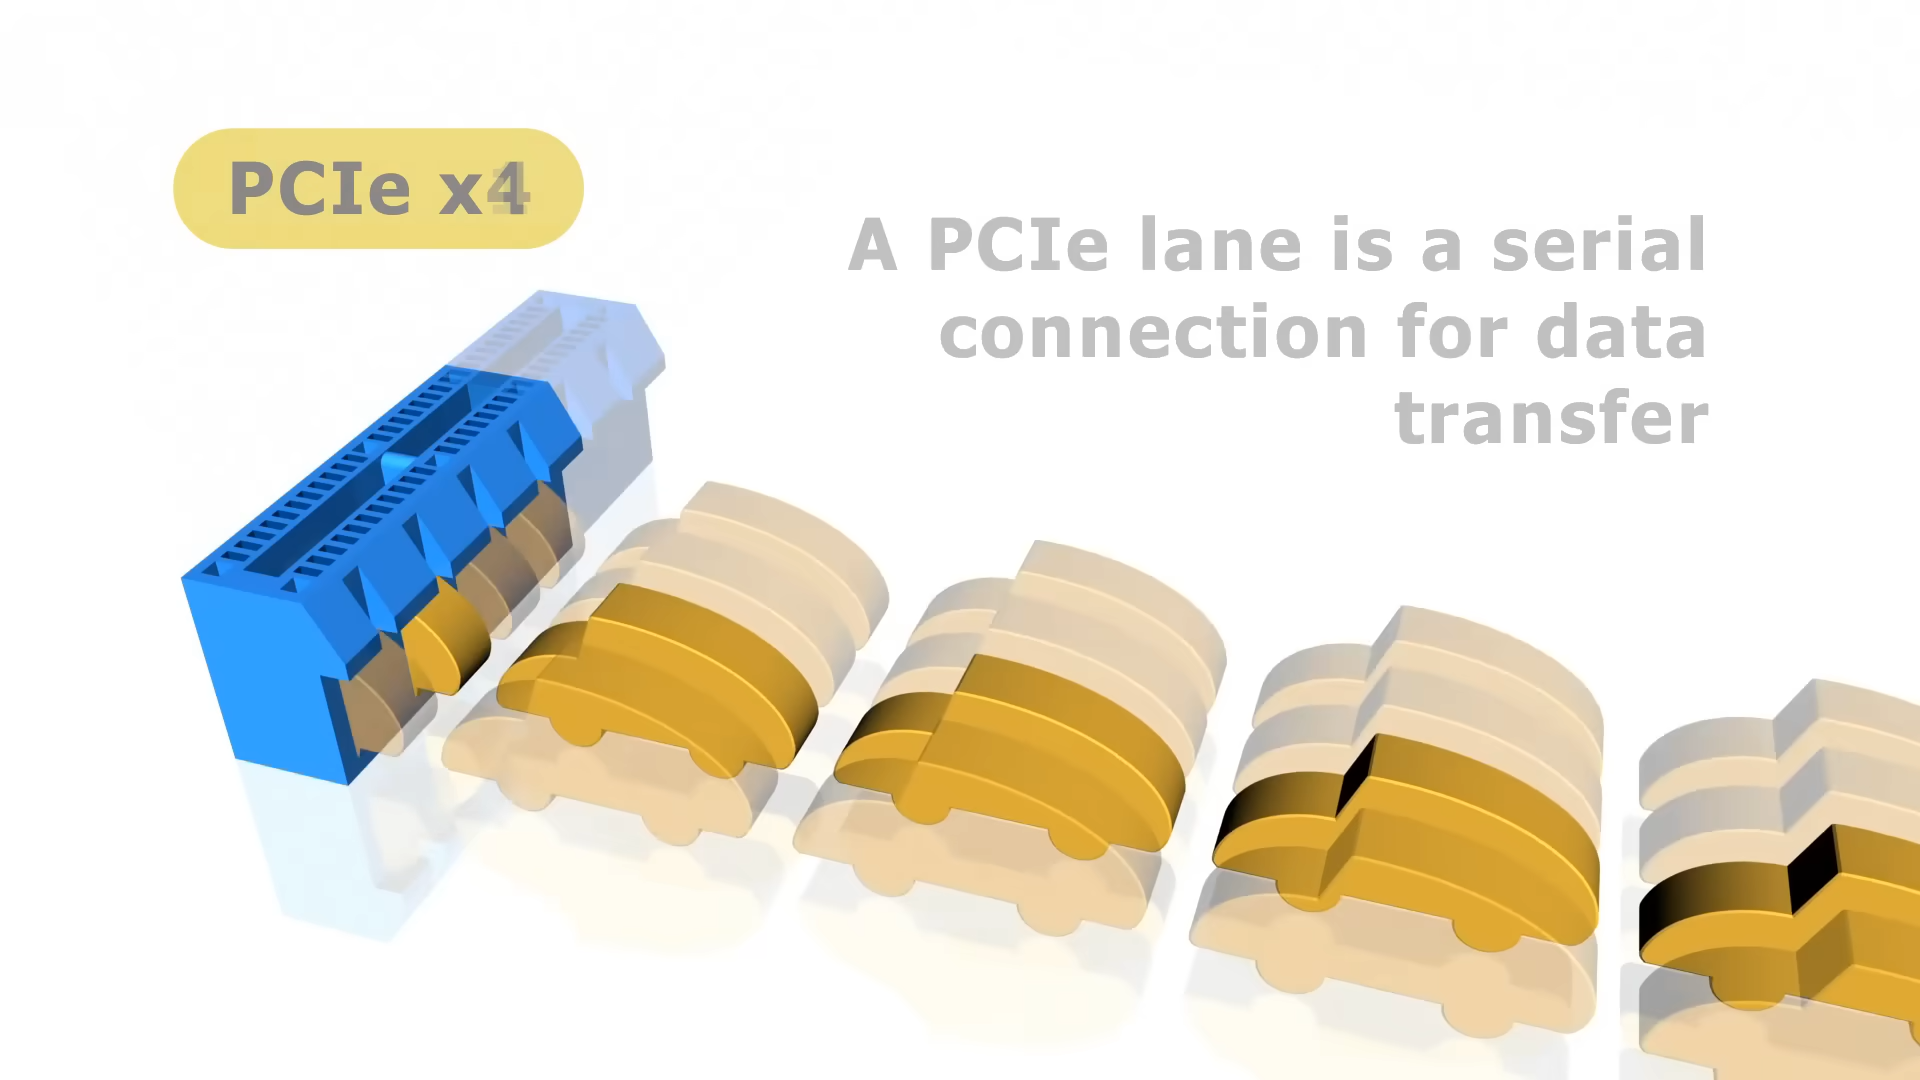 PCIe x4
A PCIe lane is a serial
connection for data
transfer